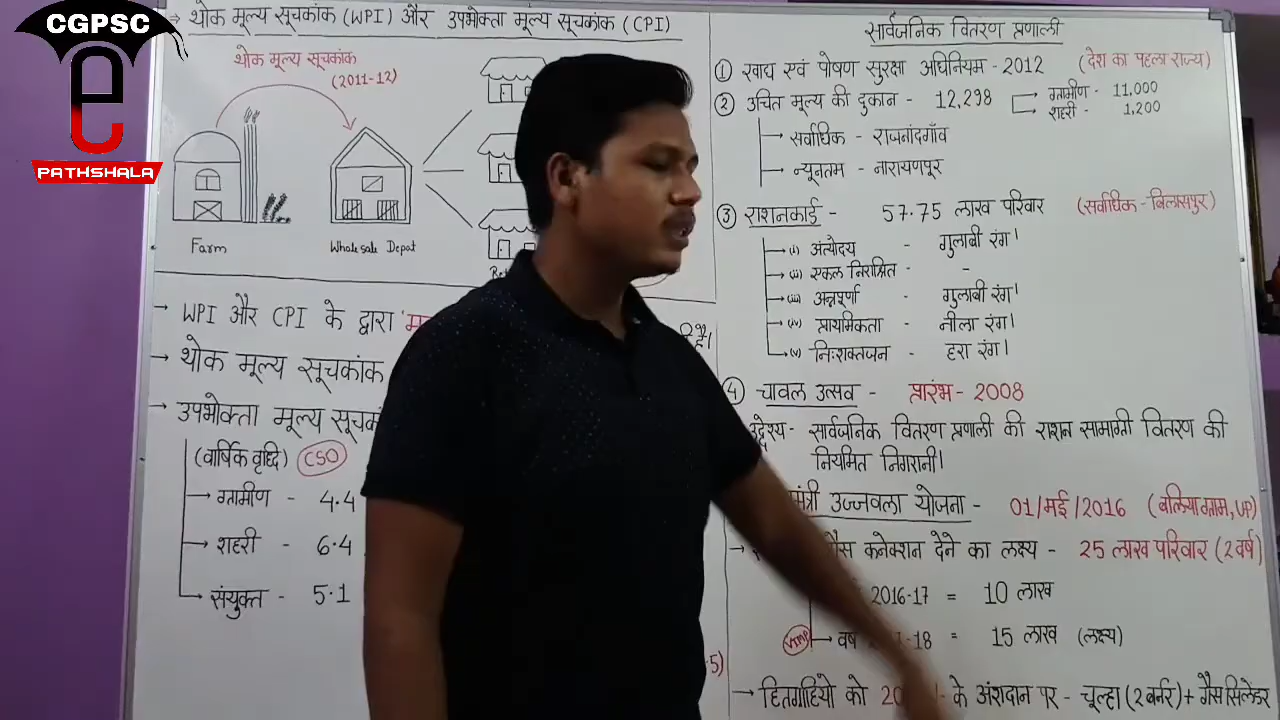 CGPSC
e
PATHSHALA
→ थोक मूल्य सूचकांक (WPI) और उपभोक्ता मूल्य सूचकांक (CPI)
थोक मूल्य सूचकांक
(2011-12)
Farm
Wholesale Depot
→ WPI और CPI के द्वारा
→ थोक मूल्य सूचकांक
→ उपभोक्ता मूल्य
(वार्षिक वृद्धि) CSO
→ ग्रामीण - 4.4
→ शहरी - 6.4
→ संयुक्त - 5.1
सार्वजनिक वितरण प्रणाली
① खाद्य एवं पोषण सुरक्षा अधिनियम - 2012 (देश का पहला राज्य)
② उचित मूल्य की दुकान - 12,298
ग्रामीण - 11,000
शहरी - 1,200
→ सर्वाधिक - राजनांदगाँव
→ न्यूनतम - नारायणपूर
③ राशनकार्ड - 57.75 लाख परिवार (सर्वाधिक - बिलासपुर)
→ (i) अंत्योदय - गुलाबी रंग।
→ (ii) एकल निराश्रित - -
→ (iii) अन्नपूर्णा - गुलाबी रंग।
→ (iv) प्राथमिकता - नीला रंग।
→ (v) निःशक्तजन - हरा रंग।
④ चावल उत्सव - प्रारंभ - 2008
उद्देश्य - सार्वजनिक वितरण प्रणाली की राशन सामाग्री वितरण की
नियमित निगरानी।
उज्जवला योजना - 01/मई/2016 (बलिया ग्राम, UP)
गैस कनेक्शन देने का लक्ष्य - 25 लाख परिवार (2 वर्ष)
2016-17 = 10 लाख
→ वर्ष -18 = 15 लाख (लक्ष्य)
→ हितग्राहियो को के अंशदान पर - चूल्हा (2 बर्नर) + गैस सिलेंडर